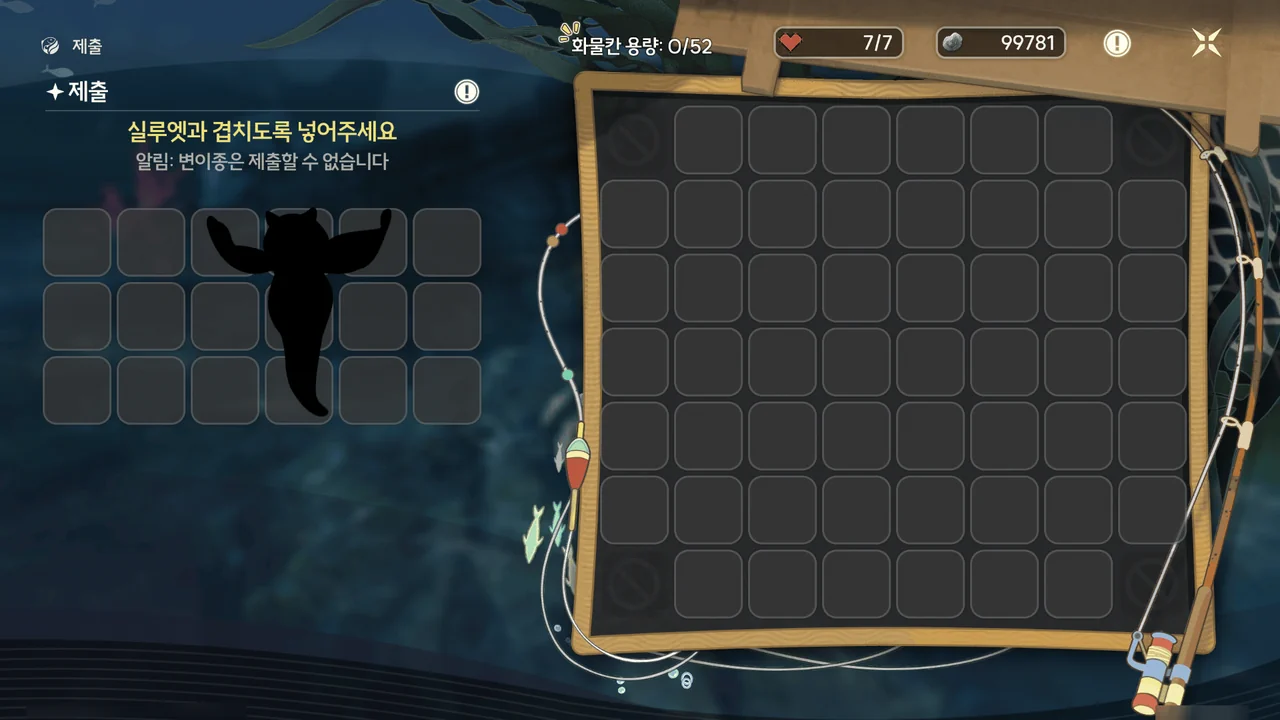 제출
화물칸 용량: 0/52
7/7
99781
제출
실루엣과 겹치도록 넣어주세요
알림: 변이종은 제출할 수 없습니다